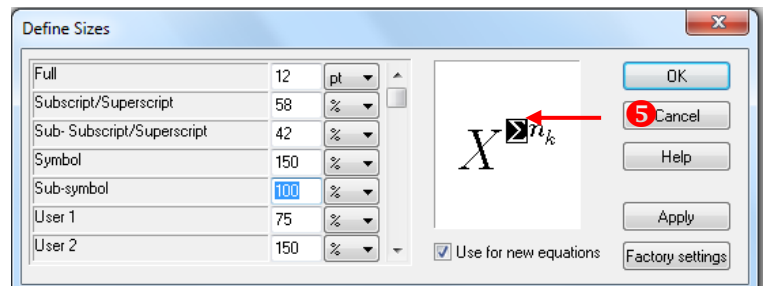 Define Sizes
Full 12 pt
Subscript/Superscript 58 %
Sub- Subscript/Superscript 42 %
Symbol 150 %
Sub-symbol 100 %
User 1 75 %
User 2 150 %
X Σ n k
Use for new equations
OK
5 Cancel
Help
Apply
Factory settings